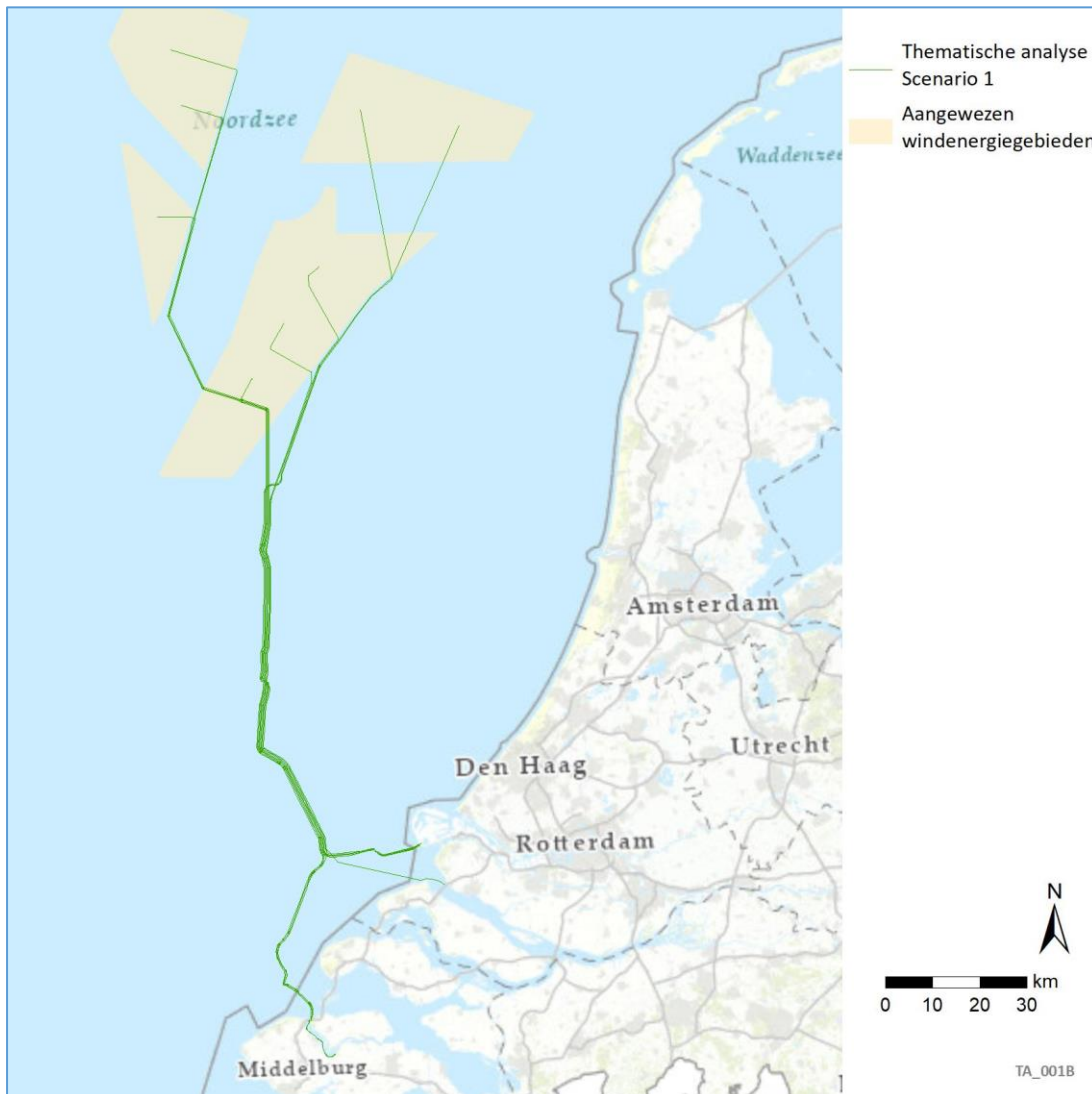 Thematische analyse
Scenario 1
Aangewezen
windenergiegebieden
Noordzee
Waddenzee
Amsterdam
Utrecht
Den Haag
Rotterdam
Middelburg
N
km
0 10 20 30
TA_001B